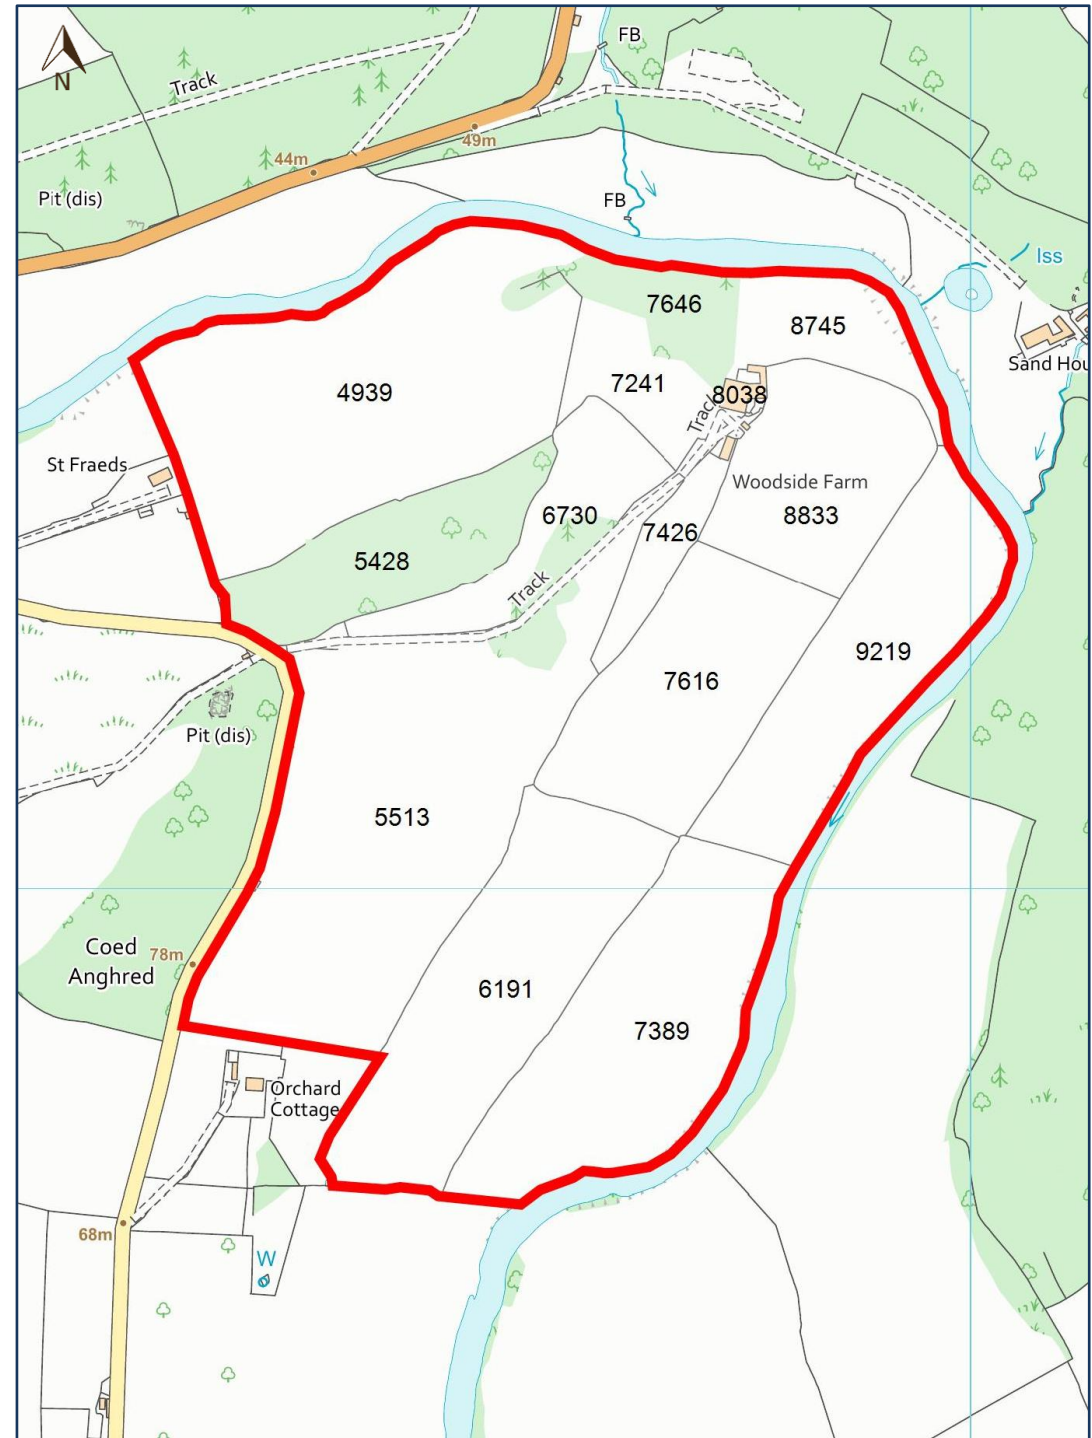 FB
N
Track
49m
44m
Pit (dis)
FB
Iss
7646
8745
Sand Hou
4939
7241
8038
Track
St Fraeds
Woodside Farm
6730
8833
7426
5428
Track
9219
7616
Pit (dis)
5513
Coed
Anghred
78m
6191
7389
Orchard
Cottage
68m
W